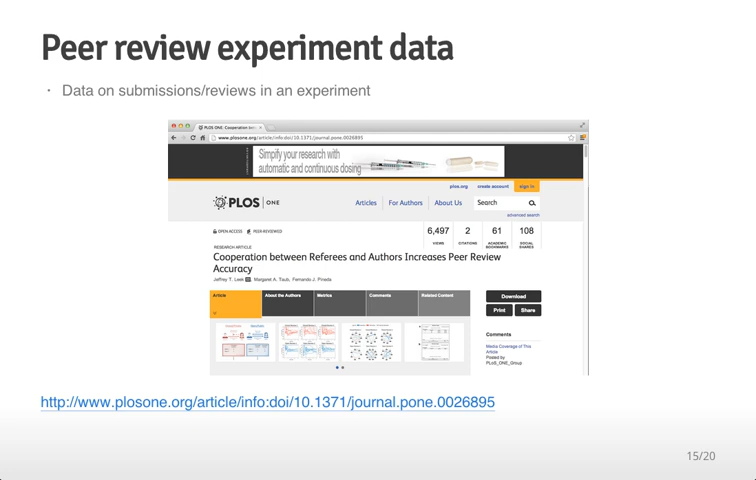 Peer review experiment data
· Data on submissions/reviews in an experiment
PLOS ONE: Cooperation bet
www.plosone.org/article/info:doi/10.1371/journal.pone.0026895
Simplify your research with
automatic and continuous dosing
plos.org create account sign in
PLOS ONE Articles For Authors About Us Search
advanced search
OPEN ACCESS PEER-REVIEWED
6,497 2 61 108
VIEWS CITATIONS ACADEMIC BOOKMARKS SOCIAL SHARES
RESEARCH ARTICLE
Cooperation between Referees and Authors Increases Peer Review
Accuracy
Jeffrey T. Leek, Margaret A. Taub, Fernando J. Pineda
Article About the Authors Metrics Comments Related Content
Download
Print Share
Comments
Media Coverage of This
Article
Posted by
PLoS_ONE_Group
http://www.plosone.org/article/info:doi/10.1371/journal.pone.0026895
15/20